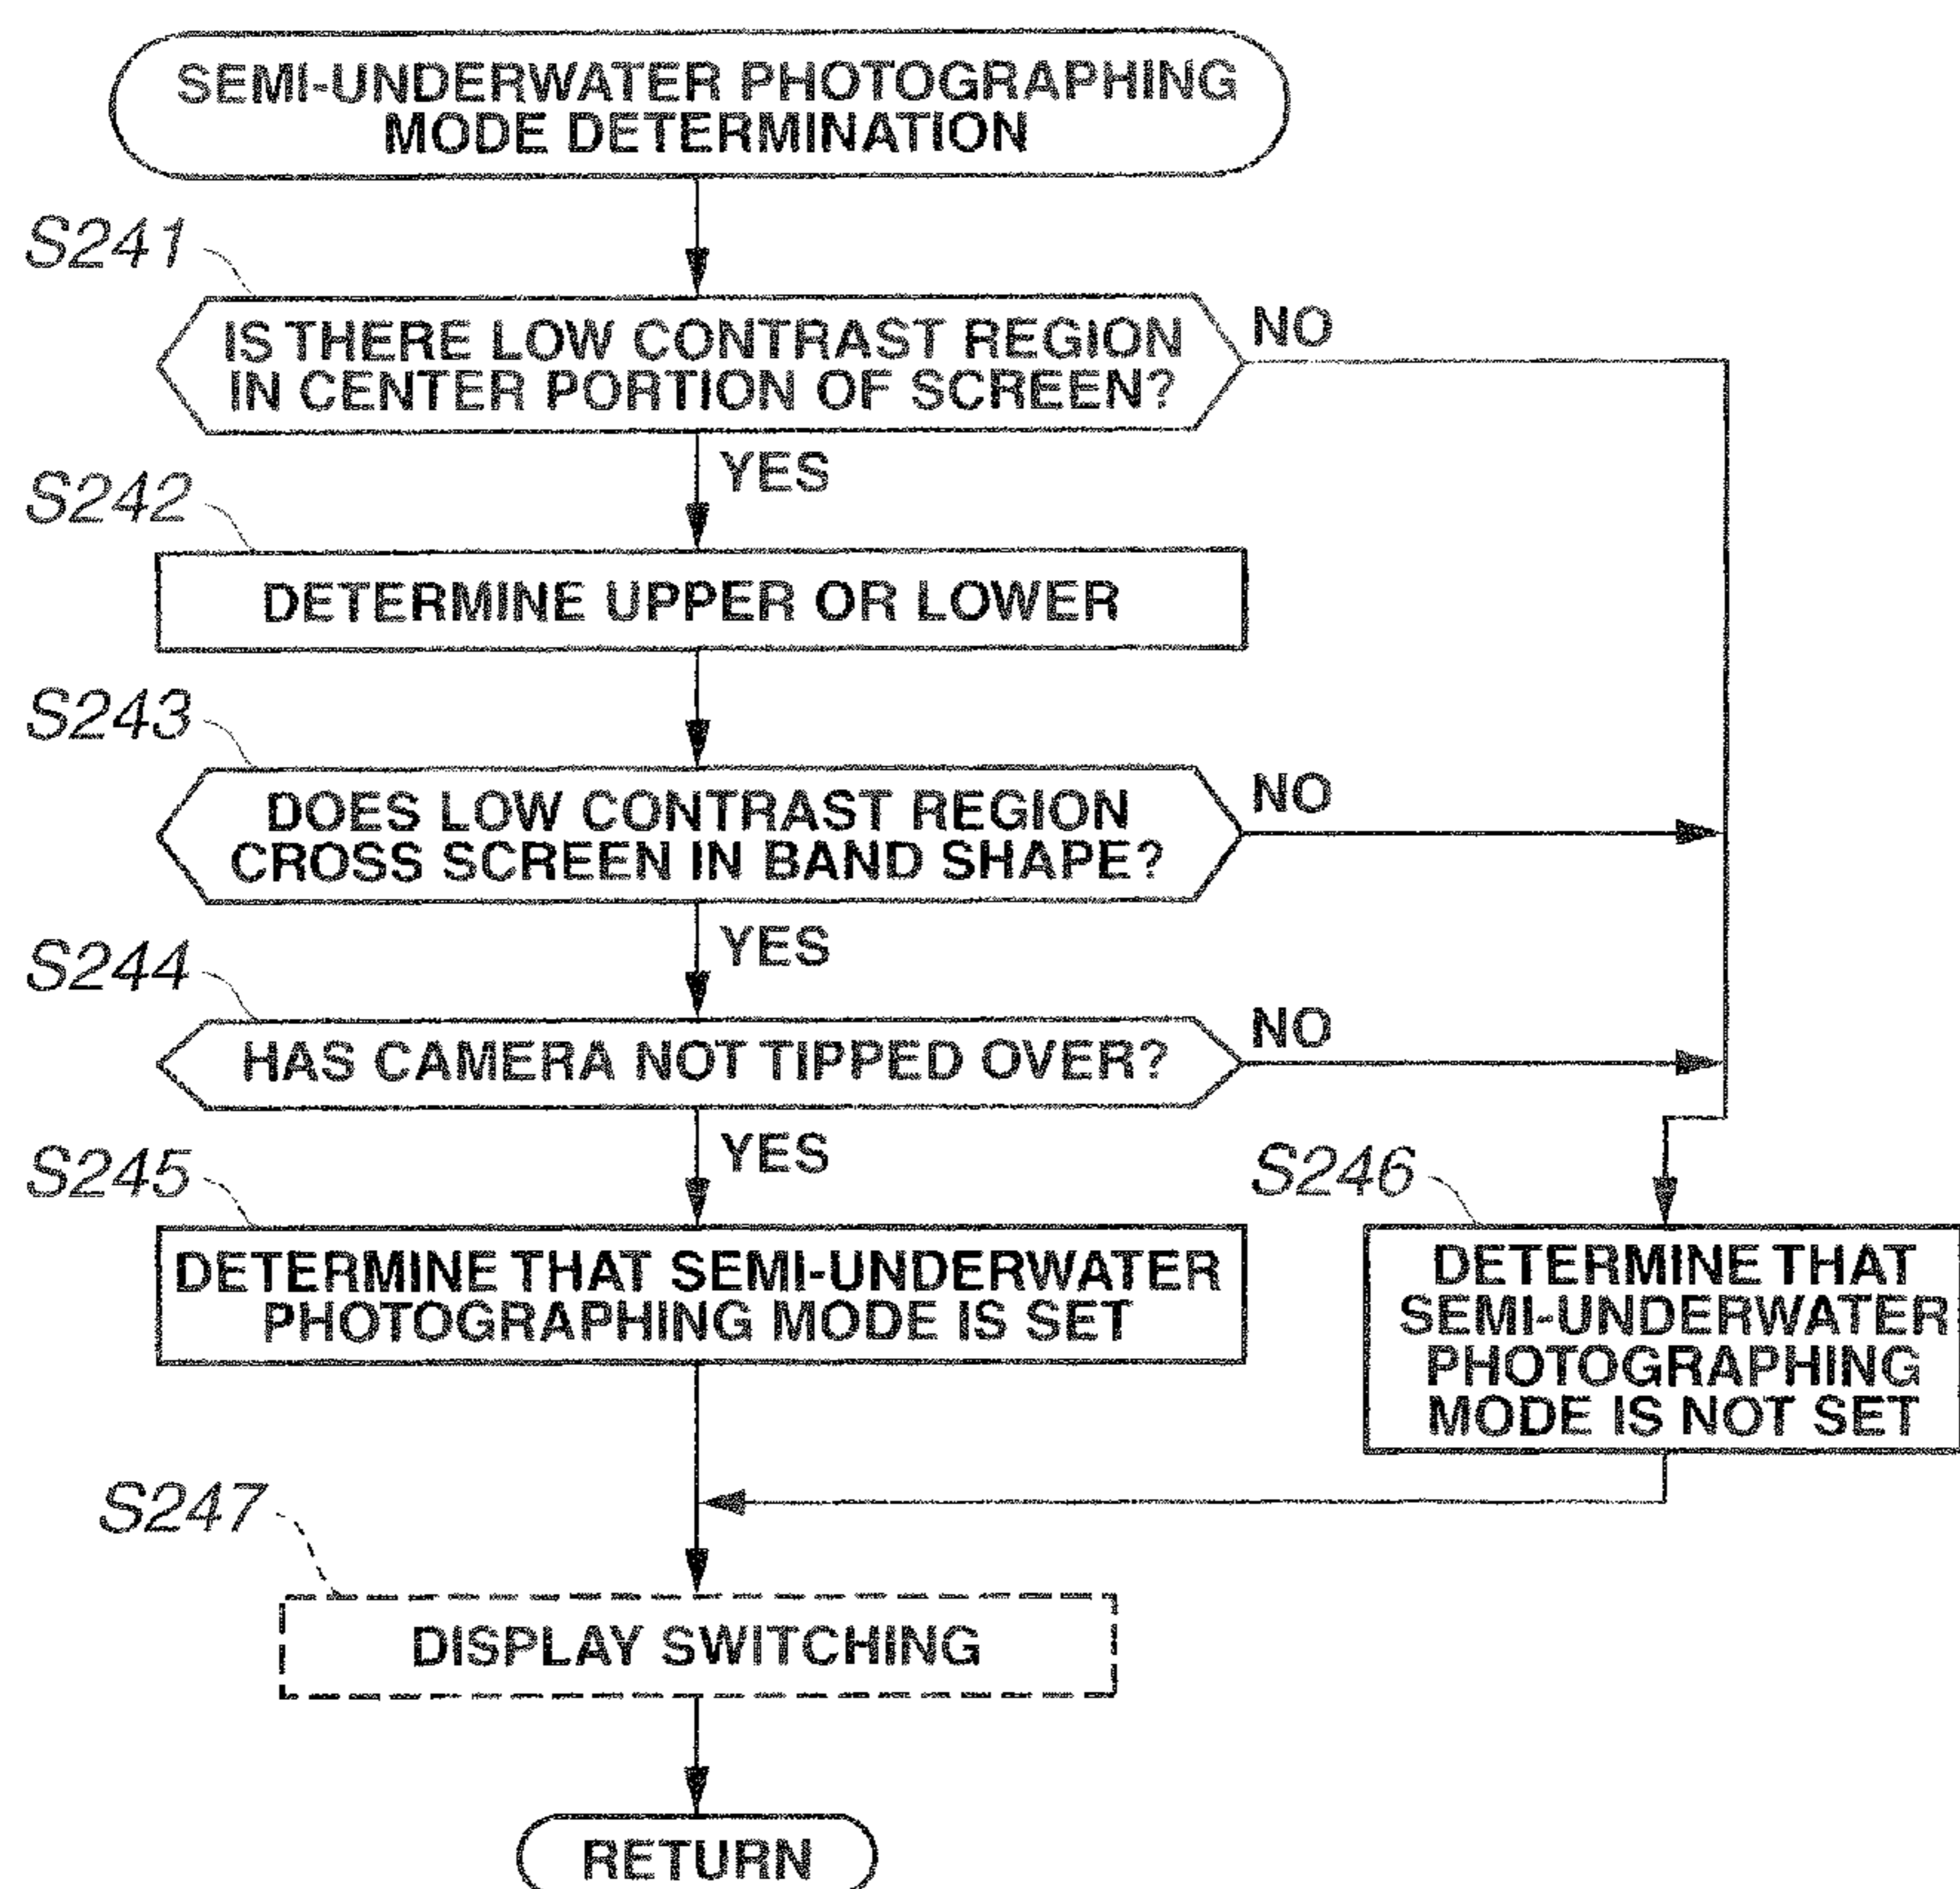 SEMI-UNDERWATER PHOTOGRAPHING
MODE DETERMINATION
S241
IS THERE LOW CONTRAST REGION
IN CENTER PORTION OF SCREEN?
NO
YES
S242
DETERMINE UPPER OR LOWER
S243
DOES LOW CONTRAST REGION
CROSS SCREEN IN BAND SHAPE?
NO
YES
S244
HAS CAMERA NOT TIPPED OVER?
NO
YES
S245
DETERMINE THAT SEMI-UNDERWATER
PHOTOGRAPHING MODE IS SET
S246
DETERMINE THAT
SEMI-UNDERWATER
PHOTOGRAPHING
MODE IS NOT SET
S247
DISPLAY SWITCHING
RETURN